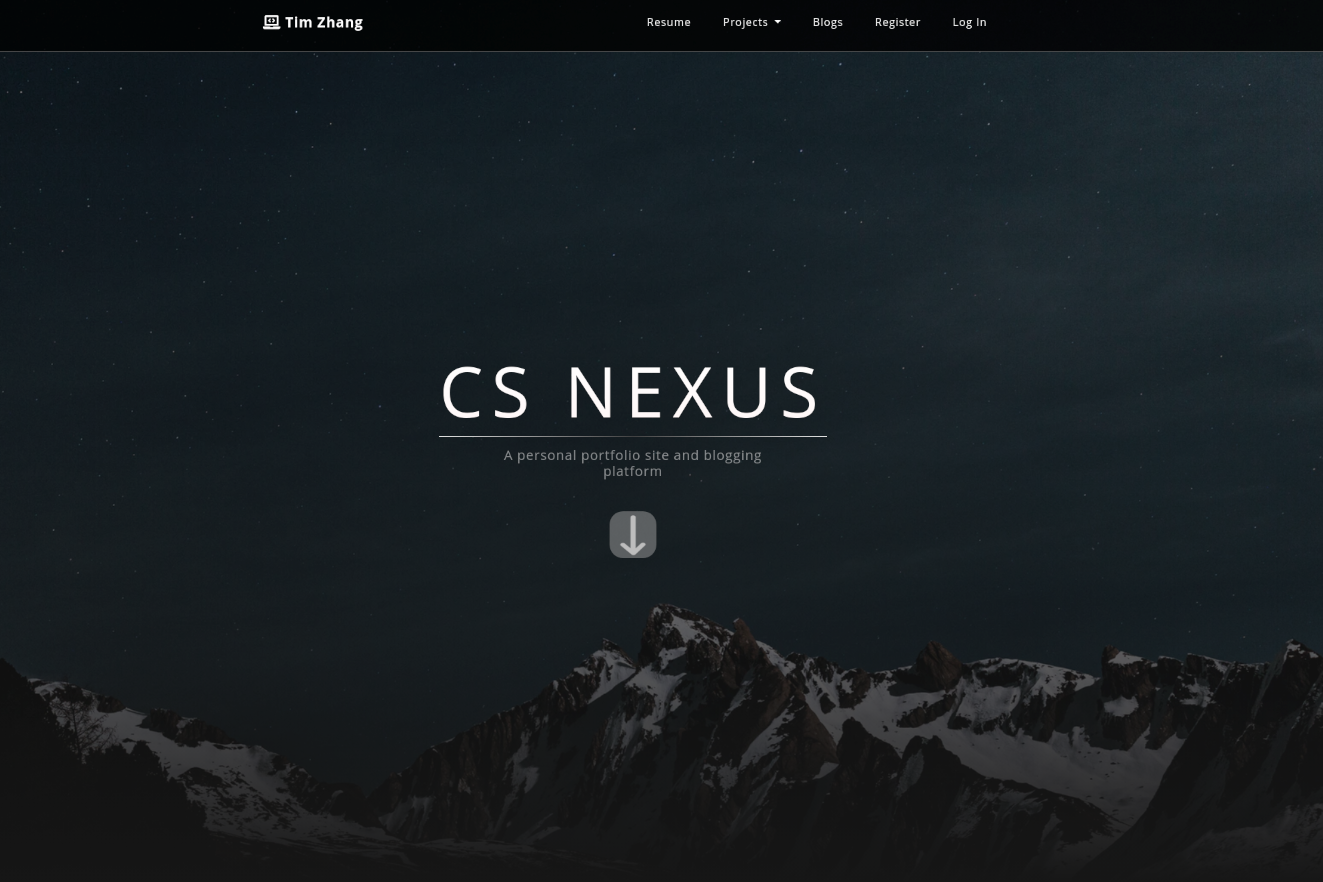 Tim Zhang
Resume Projects Blogs Register Log In
CS NEXUS
A personal portfolio site and blogging
platform